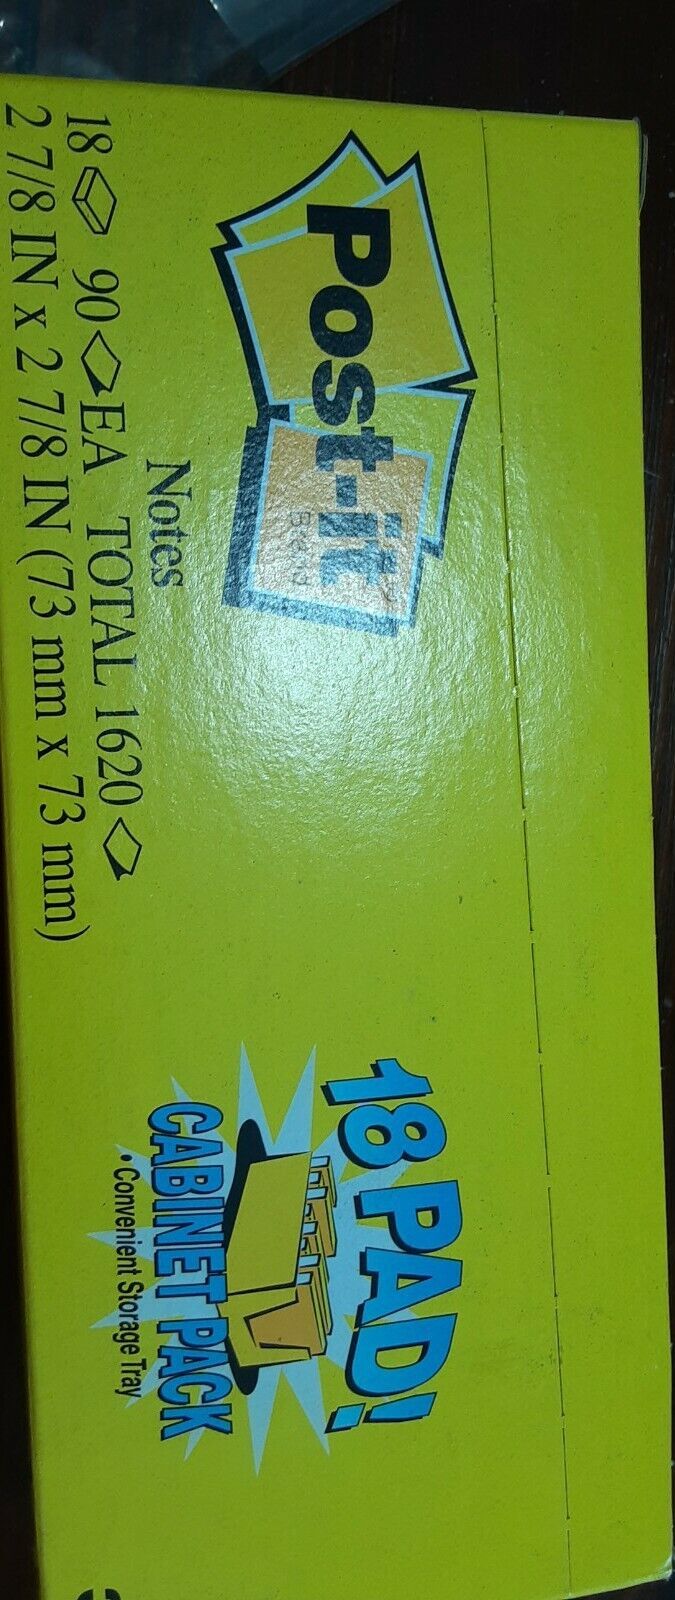 Post-it
Brand
Notes
18 90 EA TOTAL 1620
2 7/8 IN x 2 7/8 IN (73 mm x 73 mm)
18 PAD!
CABINET PACK
• Convenient Storage Tray